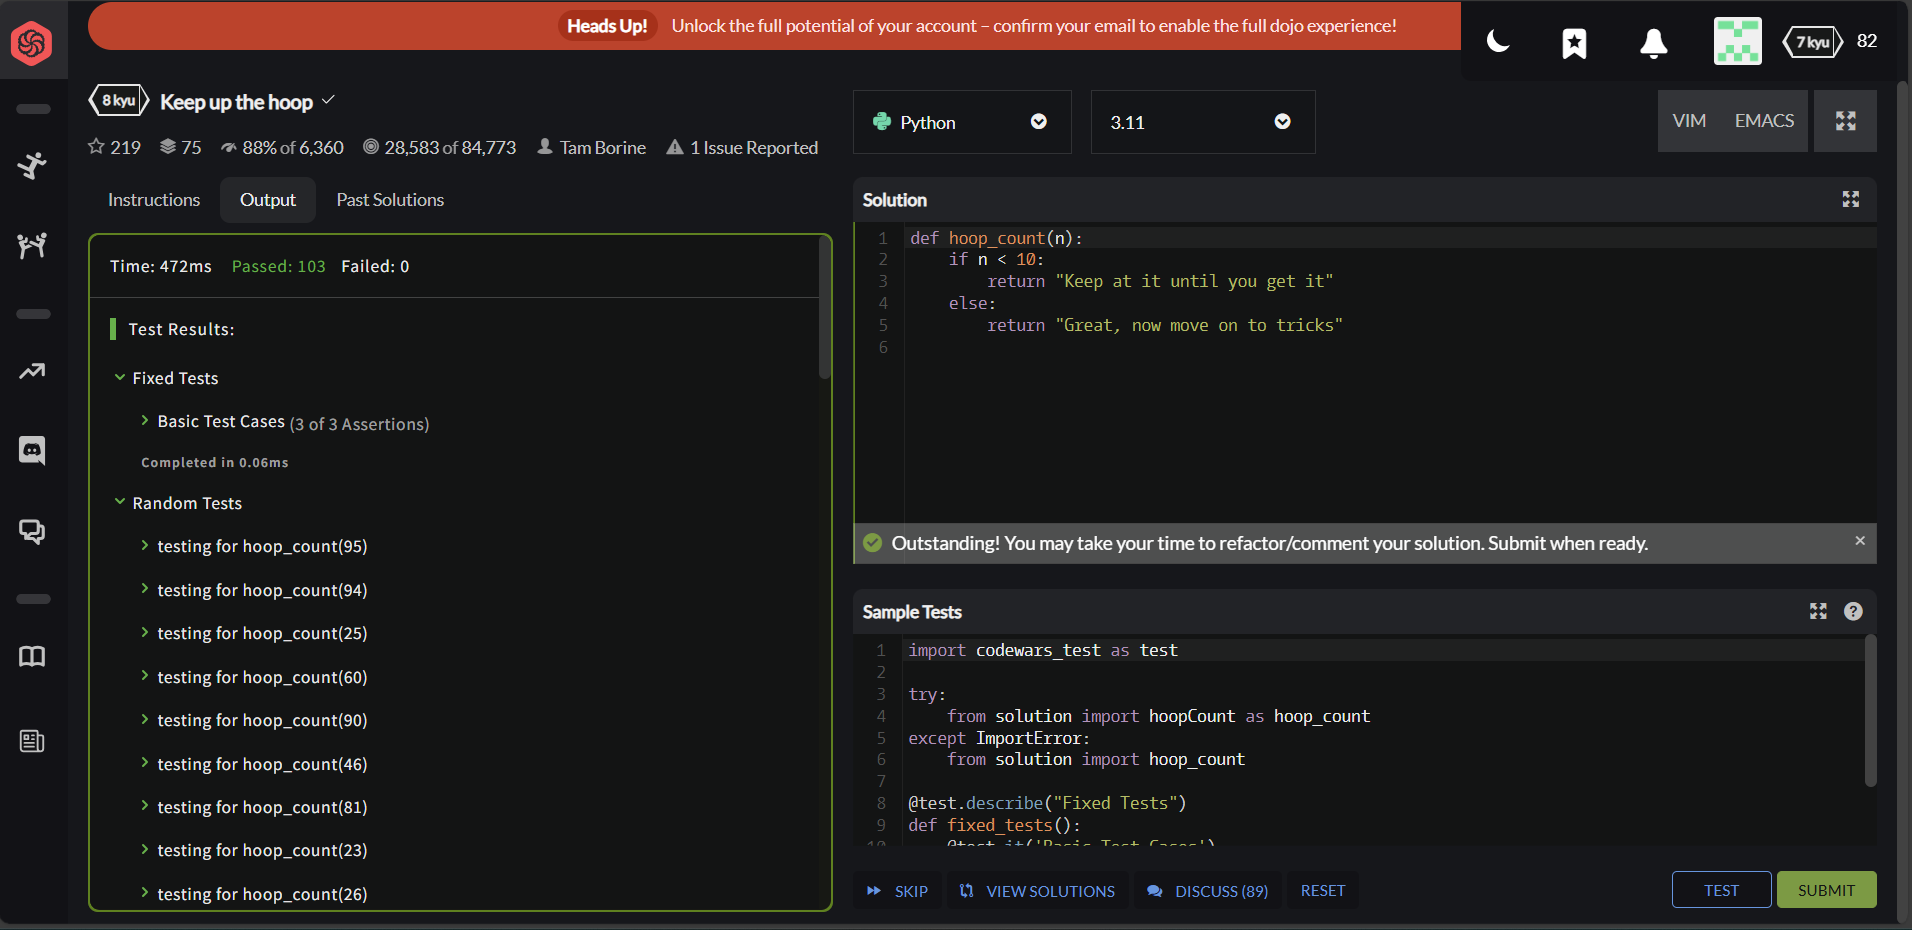 Heads Up! Unlock the full potential of your account – confirm your email to enable the full dojo experience!
7 kyu 82
8 kyu Keep up the hoop
219 75 88% of 6,360 28,583 of 84,773 Tam Borine 1 Issue Reported
Instructions Output Past Solutions
Time: 472ms Passed: 103 Failed: 0
Test Results:
Fixed Tests
Basic Test Cases (3 of 3 Assertions)
Completed in 0.06ms
Random Tests
testing for hoop_count(95)
testing for hoop_count(94)
testing for hoop_count(25)
testing for hoop_count(60)
testing for hoop_count(90)
testing for hoop_count(46)
testing for hoop_count(81)
testing for hoop_count(23)
testing for hoop_count(26)
Python 3.11 VIM EMACS
Solution
1 def hoop_count(n):
2     if n < 10:
3         return "Keep at it until you get it"
4     else:
5         return "Great, now move on to tricks"
6
Outstanding! You may take your time to refactor/comment your solution. Submit when ready.
Sample Tests
1 import codewars_test as test
2
3 try:
4     from solution import hoopCount as hoop_count
5 except ImportError:
6     from solution import hoop_count
7
8 @test.describe("Fixed Tests")
9 def fixed_tests():
10     @test.it('Basic Test Cases')
SKIP VIEW SOLUTIONS DISCUSS (89) RESET TEST SUBMIT